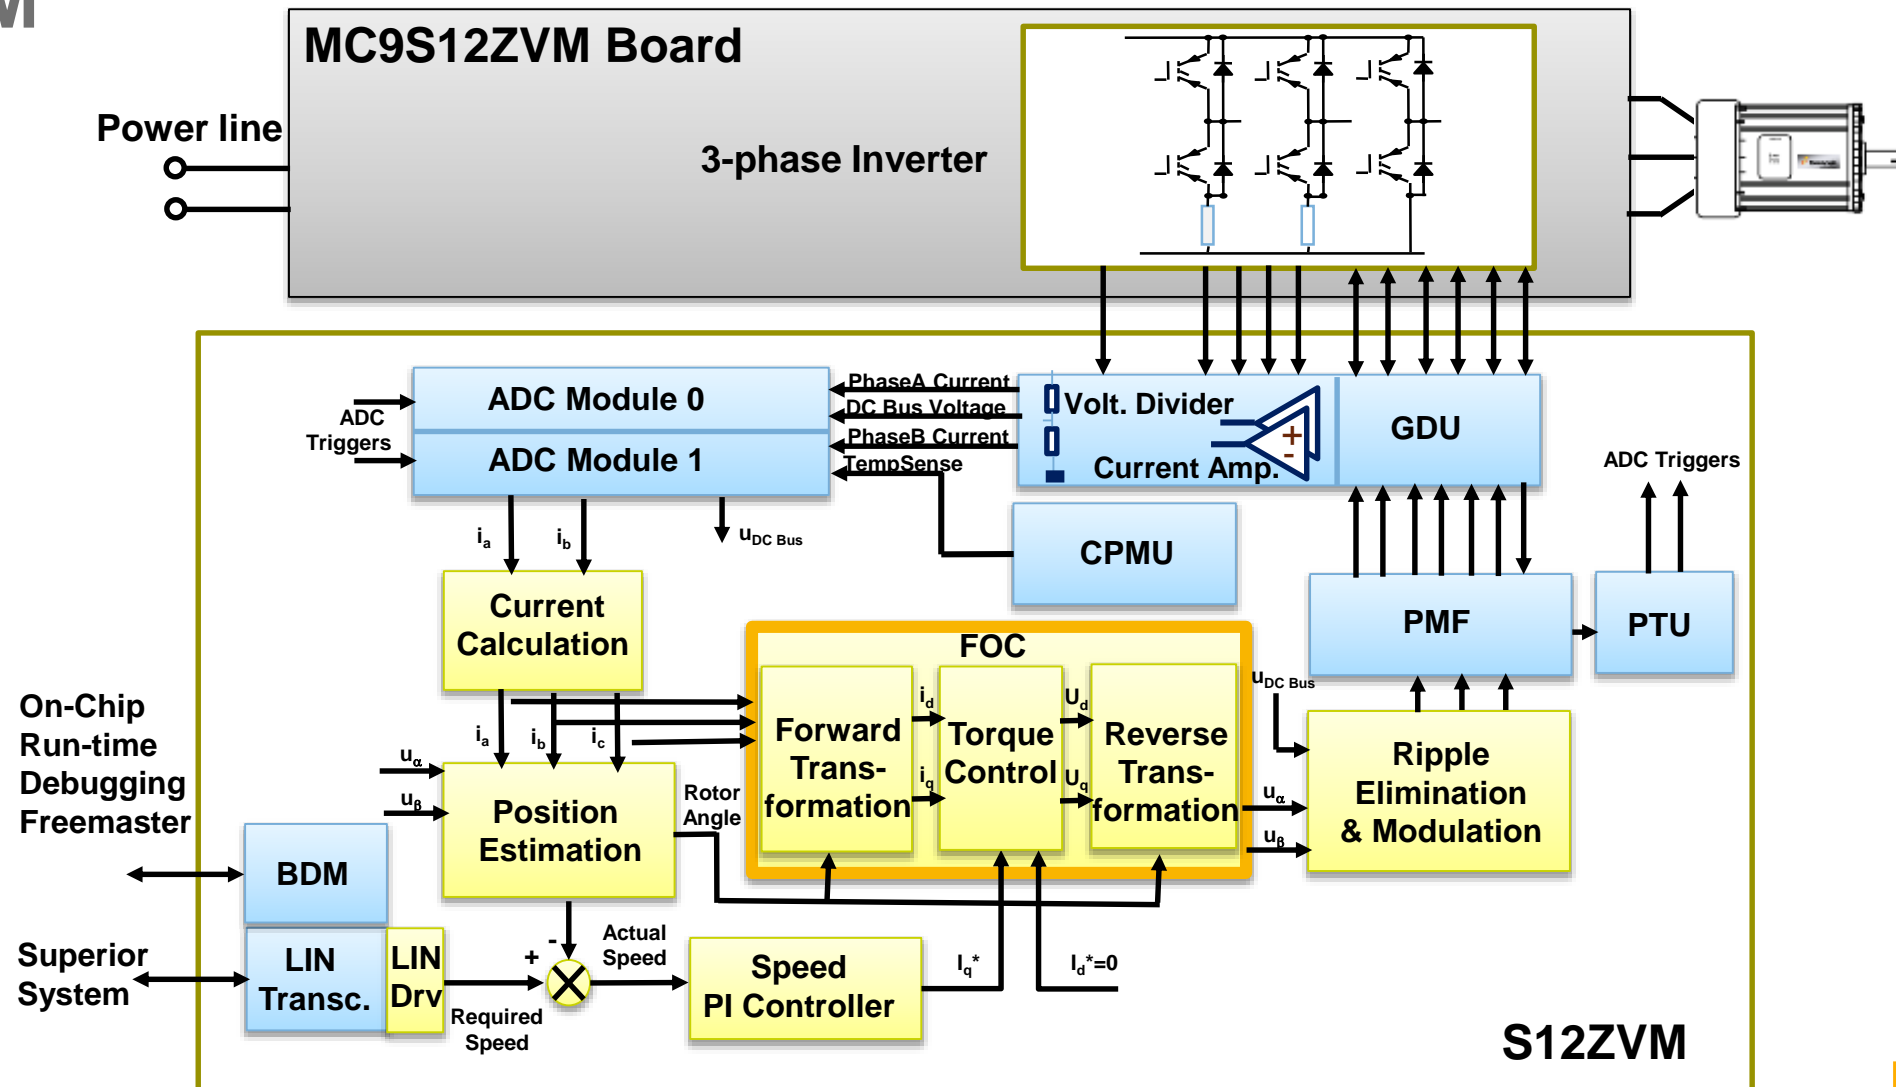 MC9S12ZVM Board
Power line
3-phase Inverter
ADC Module 0
ADC Module 1
ADC
Triggers
PhaseA Current
DC Bus Voltage
PhaseB Current
TempSense
Volt. Divider
+
-
Current Amp.
GDU
ADC Triggers
ia
ib
uDC Bus
CPMU
Current
Calculation
PMF
PTU
FOC
On-Chip
Run-time
Debugging
Freemaster
ia
ib
ic
uα
uβ
Position
Estimation
Rotor
Angle
Forward
Trans-
formation
id
iq
Torque
Control
Ud
Uq
Reverse
Trans-
formation
uDC Bus
uα
uβ
Ripple
Elimination
& Modulation
BDM
Superior
System
LIN
Transc.
LIN
Drv
+
-
Required
Speed
Actual
Speed
Speed
PI Controller
Iq*
Id*=0
S12ZVM